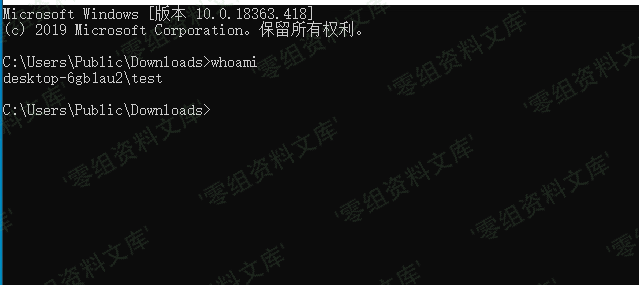 Microsoft Windows [版本 10.0.18363.418]
(c) 2019 Microsoft Corporation。保留所有权利。
C:\Users\Public\Downloads>whoami
desktop-6gblau2\test
C:\Users\Public\Downloads>
'零组资料文库'
'零组资料文库'
'零组资料文库'
'零组资料文库'
'零组资料文库'
'零组资料文库'
'零组资料文库'
'零组资料文库'